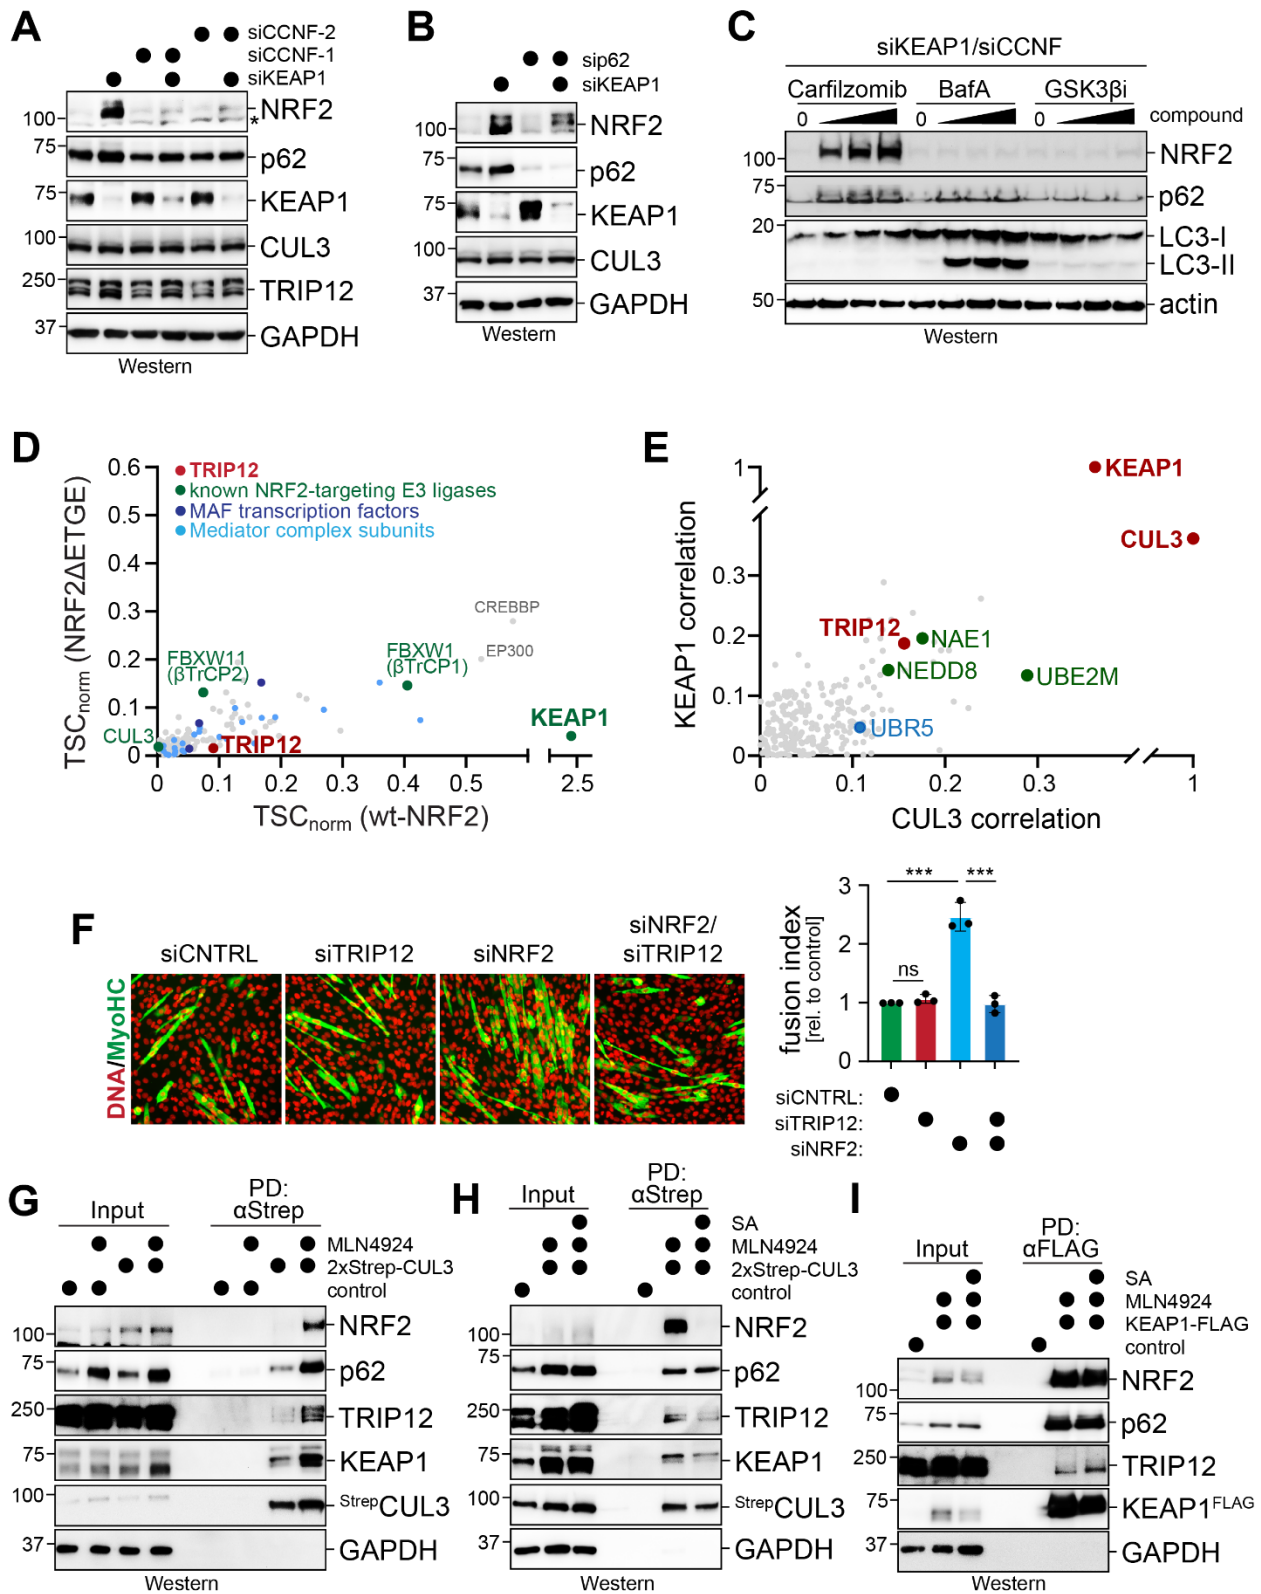 A
siCCNF-2
siCCNF-1
siKEAP1
100
NRF2
*
75
p62
75
KEAP1
100
CUL3
250
TRIP12
37
GAPDH
Western
B
sip62
siKEAP1
100
NRF2
75
p62
75
KEAP1
100
CUL3
37
GAPDH
Western
C
siKEAP1/siCCNF
Carfilzomib BafA GSK3βi
0 0 0 compound
100
NRF2
75
p62
20
LC3-I
LC3-II
50
actin
Western
D
TSCnorm (NRF2ΔETGE)
0.6
0.5
0.4
0.3
0.2
0.1
0
TRIP12
known NRF2-targeting E3 ligases
MAF transcription factors
Mediator complex subunits
CREBBP
EP300
FBXW11
(βTrCP2)
FBXW1
(βTrCP1)
KEAP1
CUL3
TRIP12
0 0.1 0.2 0.3 0.4 0.5 2.5
TSCnorm (wt-NRF2)
E
KEAP1 correlation
1
0.3
0.2
0.1
0
KEAP1
CUL3
TRIP12
NAE1
NEDD8
UBE2M
UBR5
0 0.1 0.2 0.3 1
CUL3 correlation
F
siCNTRL
siTRIP12
siNRF2
siNRF2/
siTRIP12
DNA/MyoHC
fusion index
[rel. to control]
3
2
1
0
*** ***
ns
siCNTRL:
siTRIP12:
siNRF2:
G
Input
PD:
αStrep
MLN4924
2xStrep-CUL3
control
100
NRF2
75
p62
250
TRIP12
75
KEAP1
100
StrepCUL3
37
GAPDH
Western
H
Input
PD:
αStrep
SA
MLN4924
2xStrep-CUL3
control
100
NRF2
75
p62
250
TRIP12
75
KEAP1
100
StrepCUL3
37
GAPDH
Western
I
Input
PD:
αFLAG
SA
MLN4924
KEAP1-FLAG
control
100
NRF2
75
p62
250
TRIP12
75
KEAP1FLAG
37
GAPDH
Western